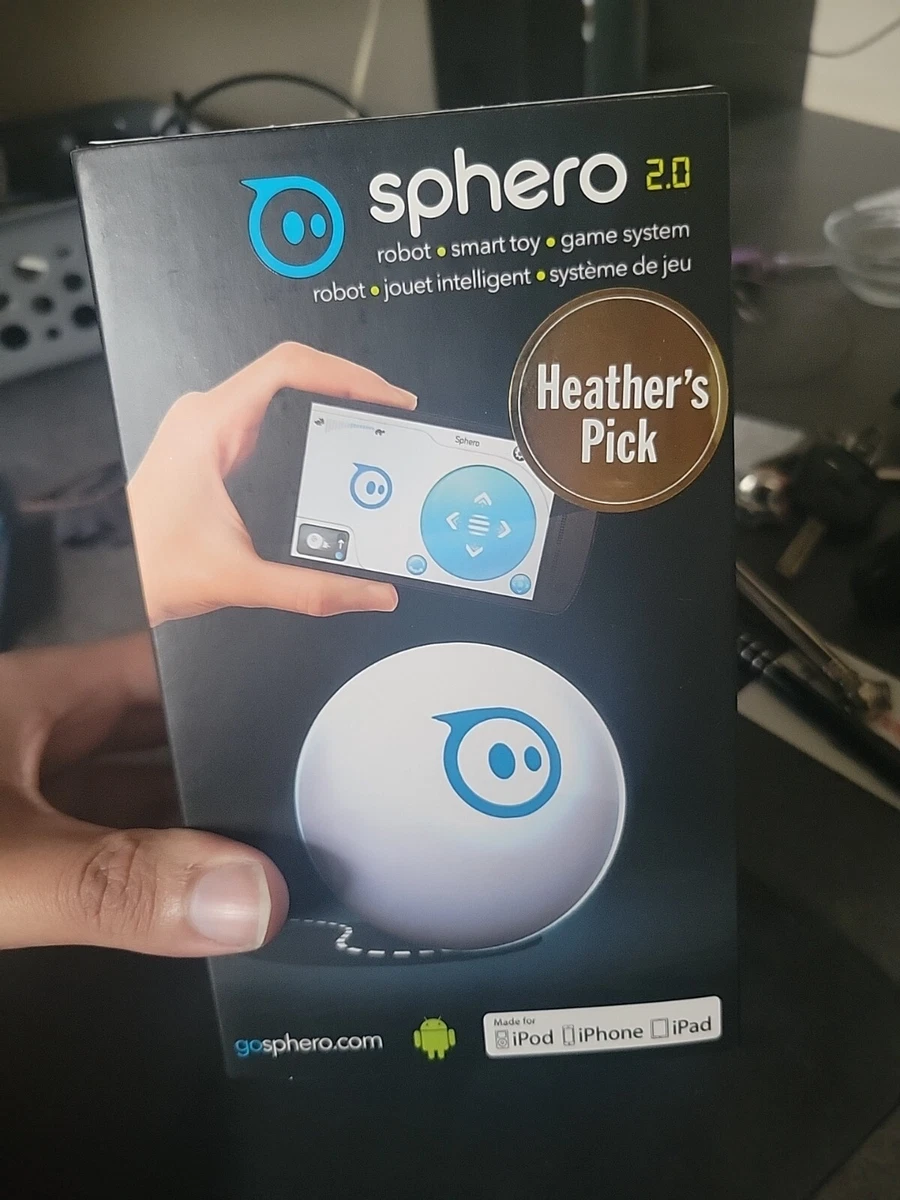 sphero 2.0
robot • smart toy • game system
robot • jouet intelligent • système de jeu
Heather's
Pick
Sphero
gosphero.com
Made for
iPod iPhone iPad